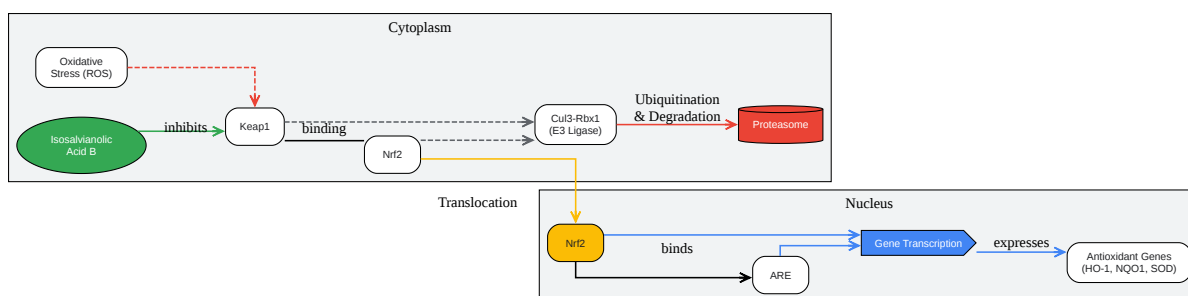 Cytoplasm
Oxidative
Stress (ROS)
Isosalvianolic
Acid B
inhibits
Keap1
binding
Nrf2
Cul3-Rbx1
(E3 Ligase)
Ubiquitination
& Degradation
Proteasome
Translocation
Nucleus
Nrf2
binds
ARE
Gene Transcription
expresses
Antioxidant Genes
(HO-1, NQO1, SOD)